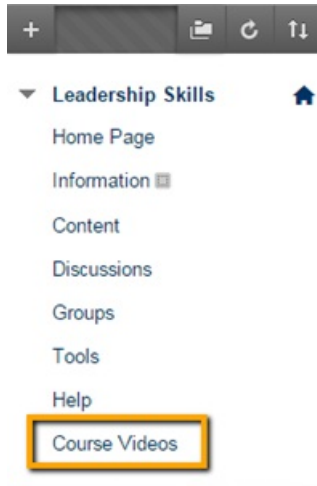 Leadership Skills
Home Page
Information
Content
Discussions
Groups
Tools
Help
Course Videos